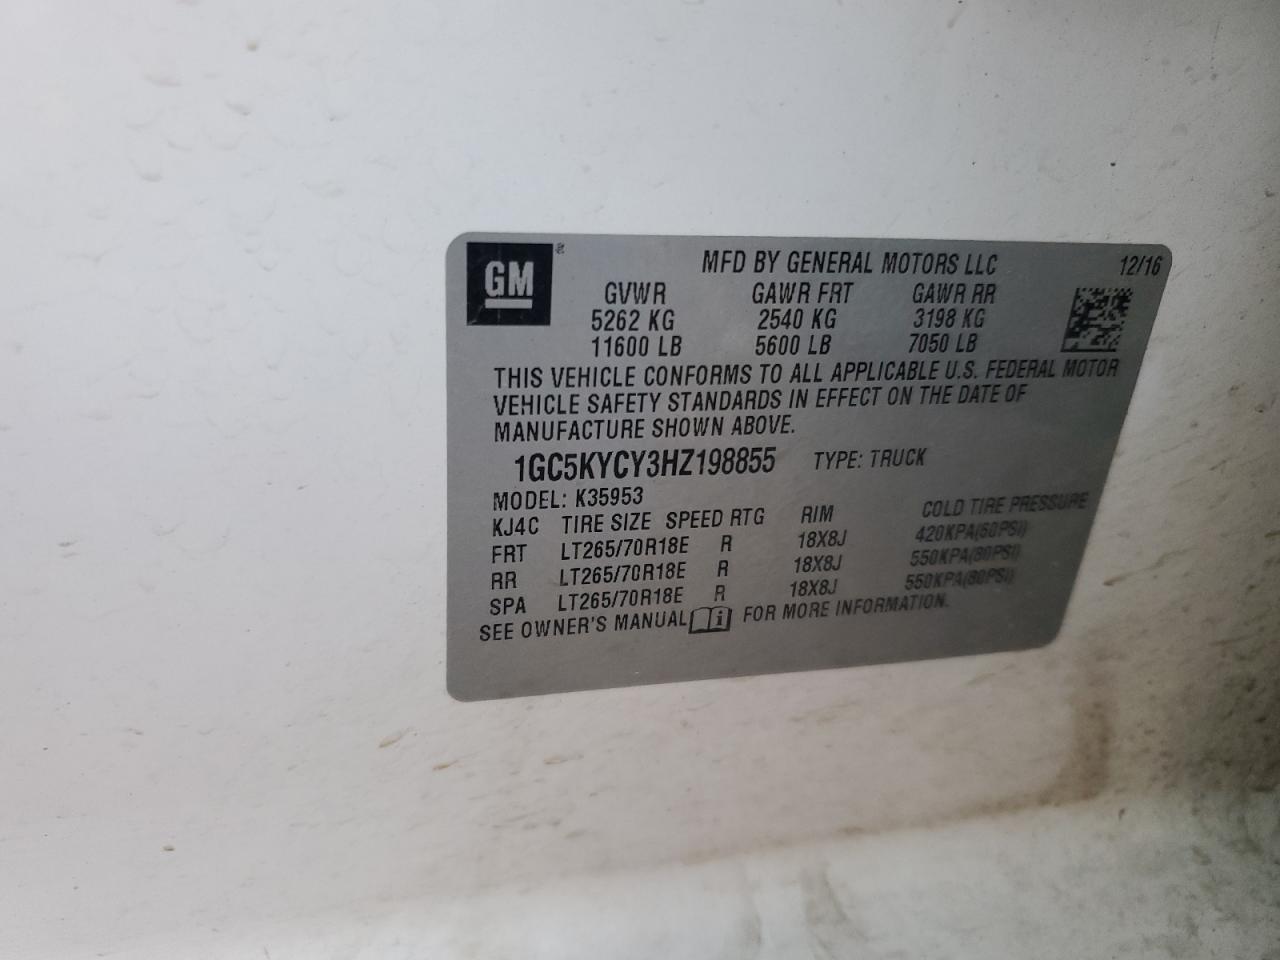 GM
MFD BY GENERAL MOTORS LLC 12/16
GVWR GAWR FRT GAWR RR
5262 KG 2540 KG 3198 KG
11600 LB 5600 LB 7050 LB
THIS VEHICLE CONFORMS TO ALL APPLICABLE U.S. FEDERAL MOTOR
VEHICLE SAFETY STANDARDS IN EFFECT ON THE DATE OF
MANUFACTURE SHOWN ABOVE.
1GC5KYCY3HZ198855 TYPE: TRUCK
MODEL: K35953
KJ4C TIRE SIZE SPEED RTG RIM COLD TIRE PRESSURE
FRT LT265/70R18E R 18X8J 420KPA(60PSI)
RR LT265/70R18E R 18X8J 550KPA(80PSI)
SPA LT265/70R18E R 18X8J 550KPA(80PSI)
SEE OWNER'S MANUAL i FOR MORE INFORMATION.